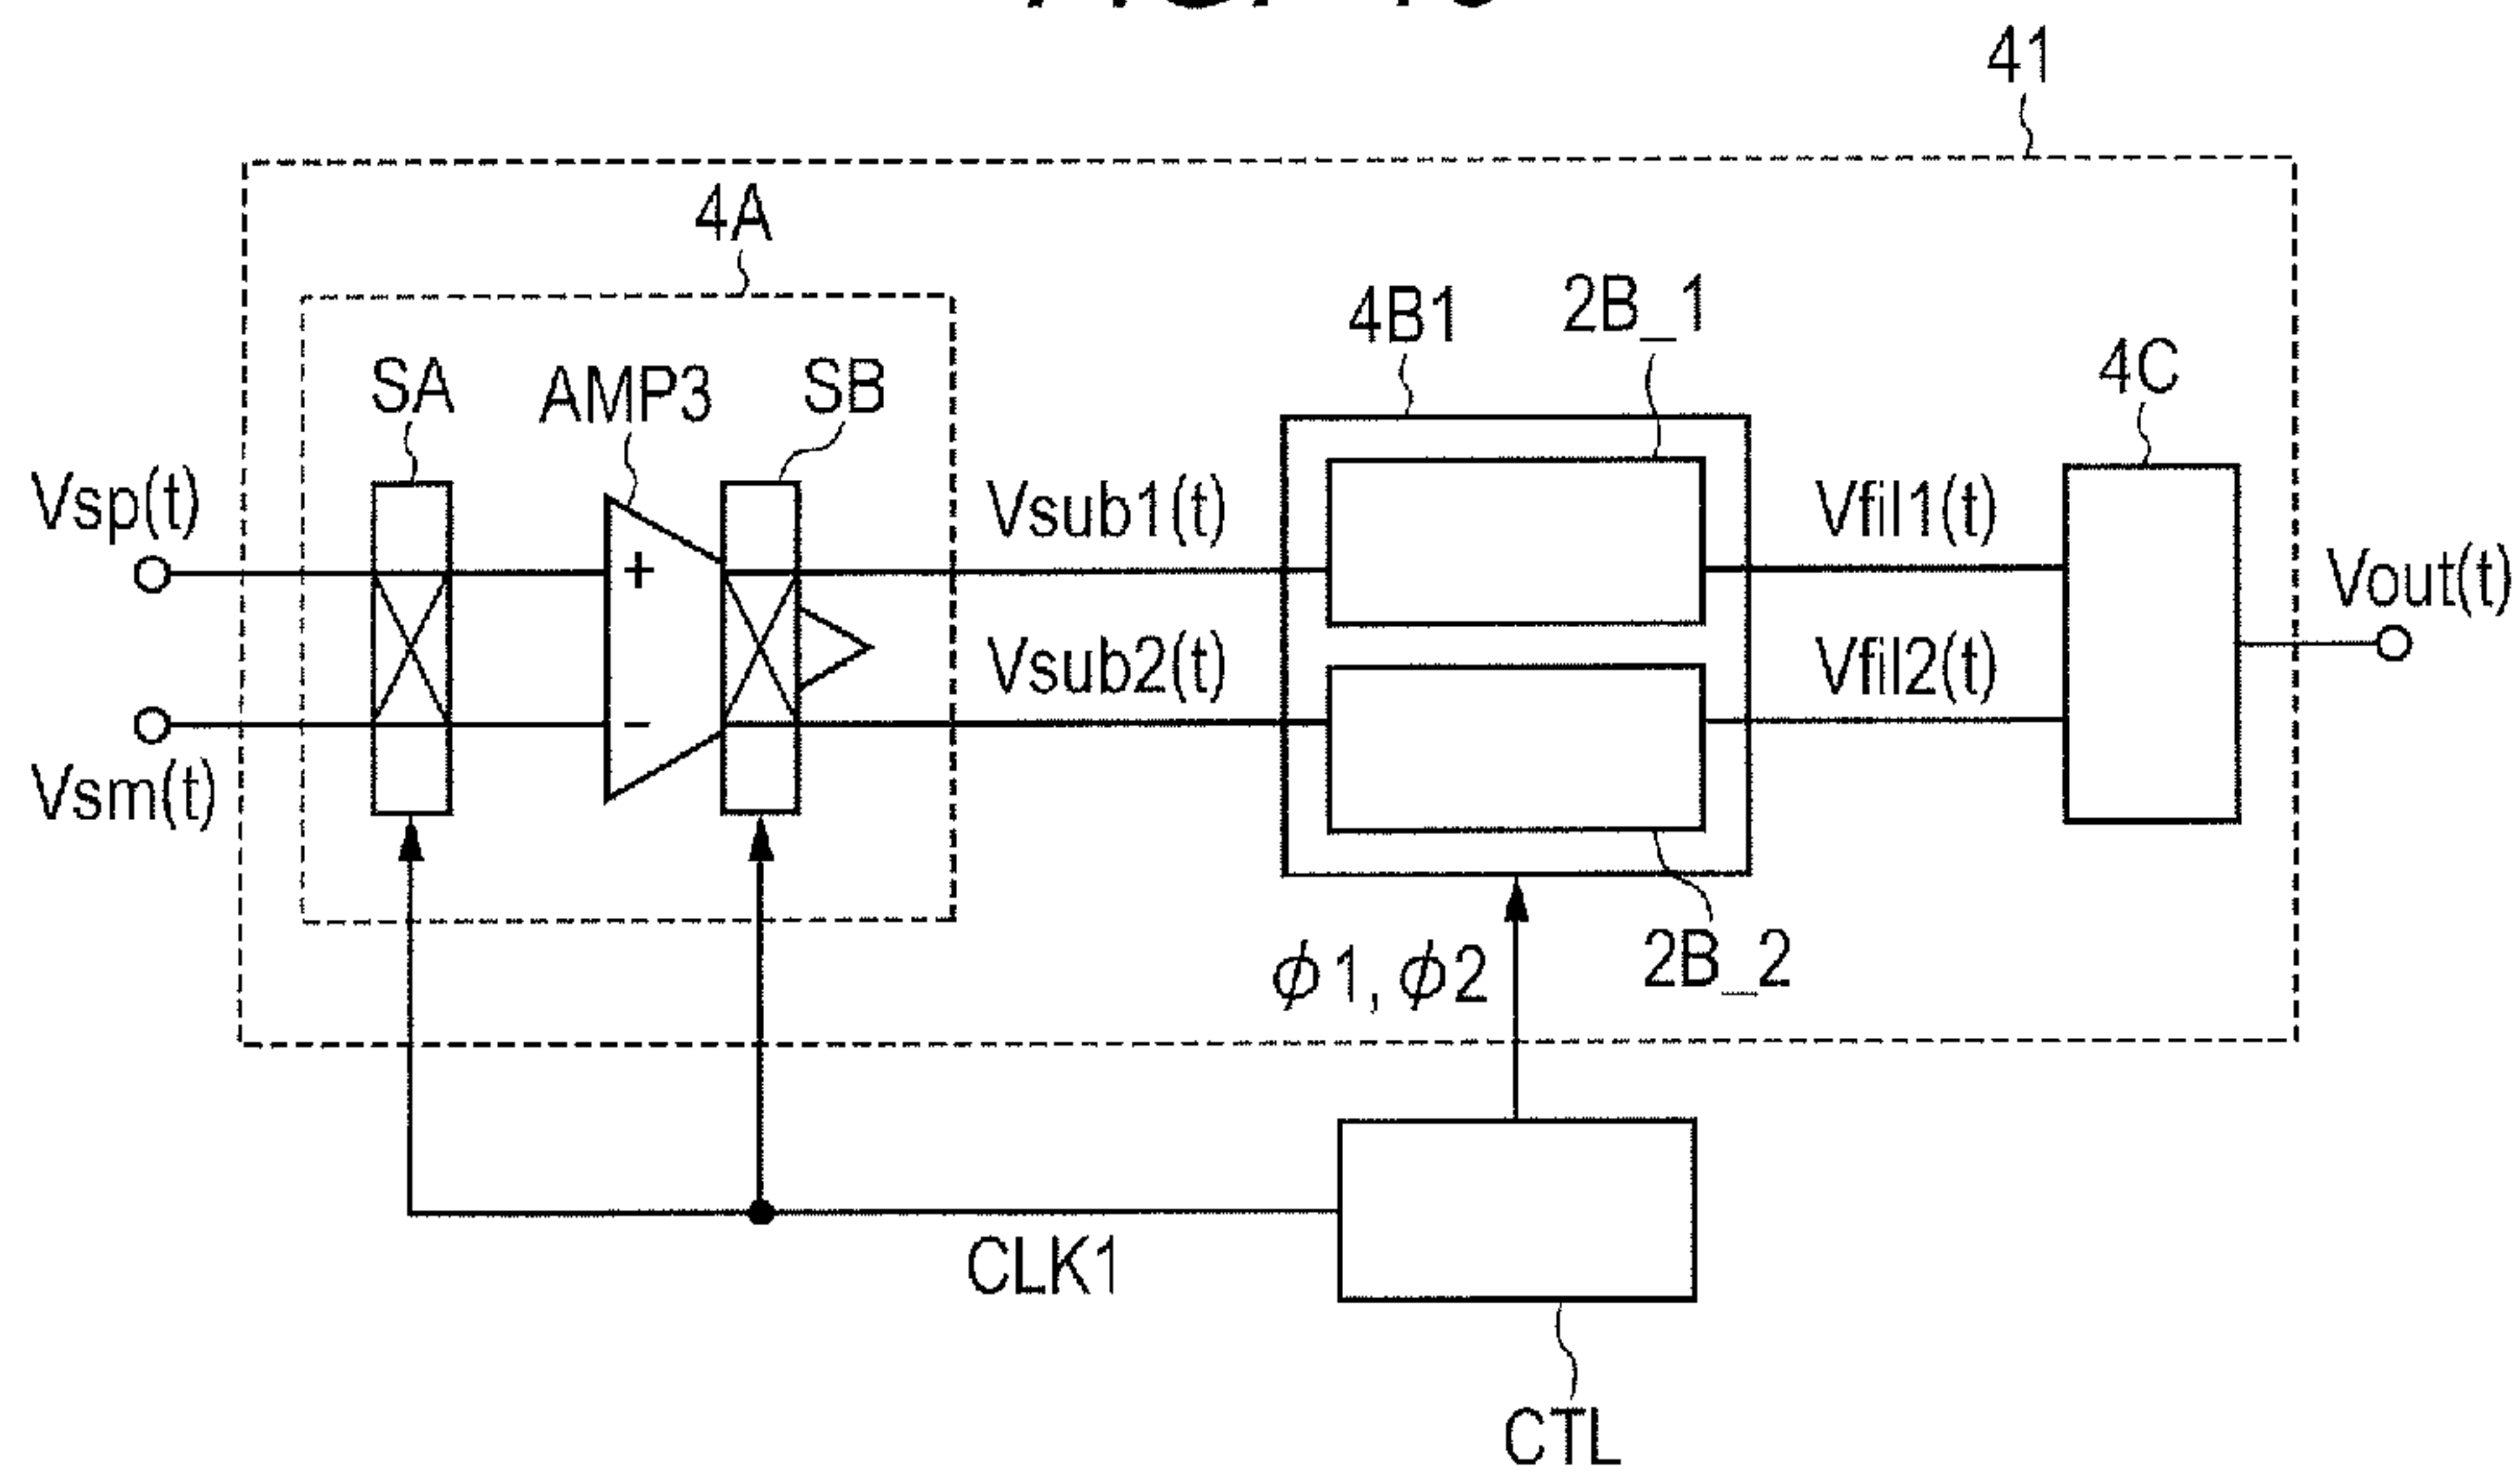 41
4A
2B_1
4B1
4C
SA
AMP3
SB
Vsp(t)
Vsub1(t)
Vfil1(t)
Vout(t)
+
Vsub2(t)
Vfil2(t)
−
Vsm(t)
ϕ1, ϕ2
2B_2
CLK1
CTL